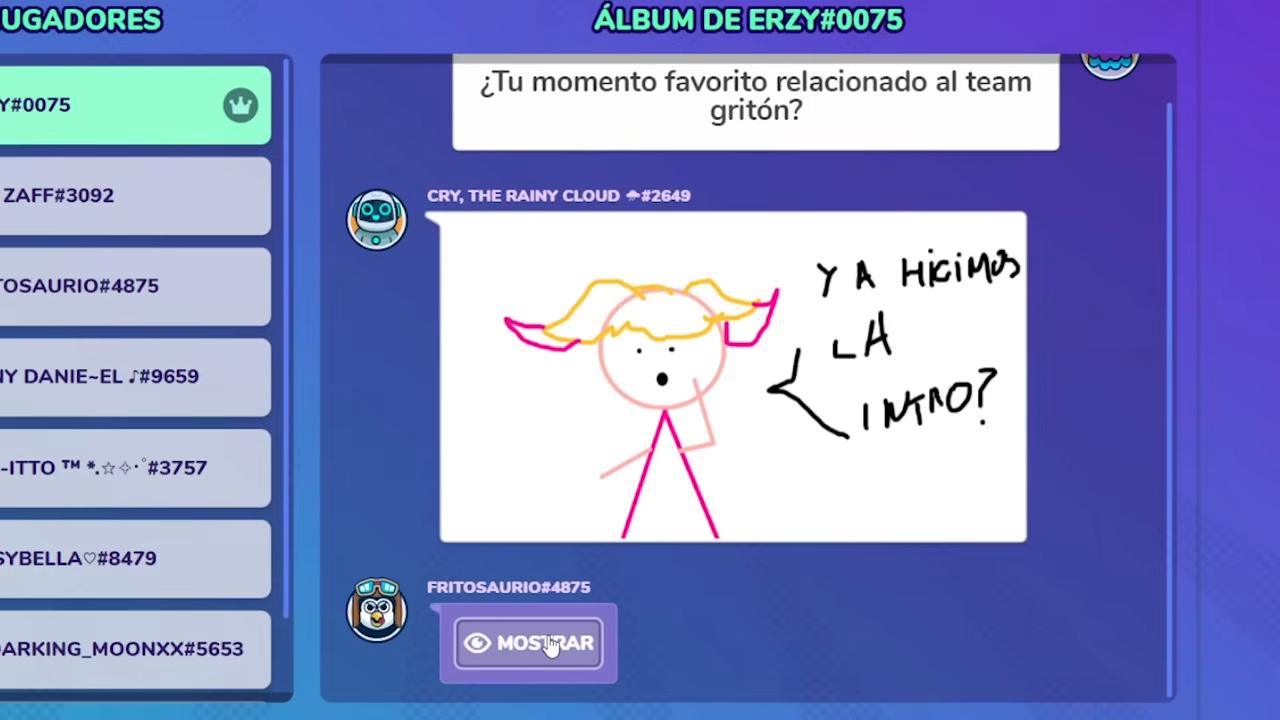 UGADORES
ÁLBUM DE ERZY#0075
Y#0075
ZAFF#3092
TOSAURIO#4875
NY DANIE~EL ♪#9659
-ITTO ™ *.☆✧･ﾟ#3757
SYBELLA♡#8479
ARKING_MOONXX#5653
¿Tu momento favorito relacionado al team
gritón?
CRY, THE RAINY CLOUD 🌧#2649
YA HICIMOS
LA
INTRO?
FRITOSAURIO#4875
MOSTRAR